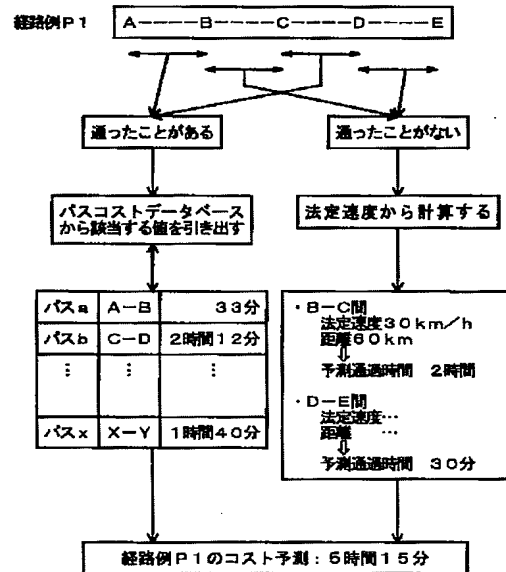 経路例P1 A----B----C----D----E
通ったことがある
通ったことがない
パスコストデータベース
から該当する値を引き出す
法定速度から計算する
パスa A-B 33分
パスb C-D 2時間12分
⋮ ⋮ ⋮
パスx X-Y 1時間40分
・B-C間
法定速度30km/h
距離60km
⇓
予測通過時間 2時間
・D-E間
法定速度…
距離 …
⇓
予測通過時間 30分
経路例P1のコスト予測:5時間15分